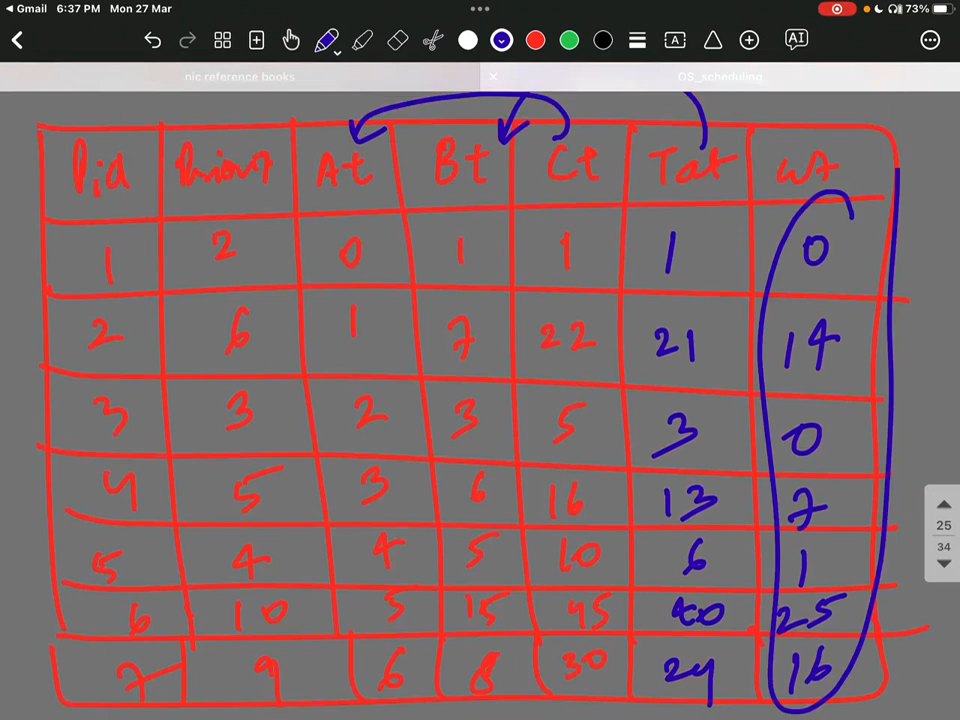 Gmail 6:37 PM Mon 27 Mar 73%
A AI
nic reference books OS_scheduling
Pid Priority At Bt Ct Tat Wt
1 2 0 1 1 1 0
2 6 1 7 22 21 14
3 3 2 3 5 3 0
4 5 3 6 16 13 7
5 4 4 5 10 6 1
6 10 5 15 45 40 25
7 9 6 8 30 24 16
25
34